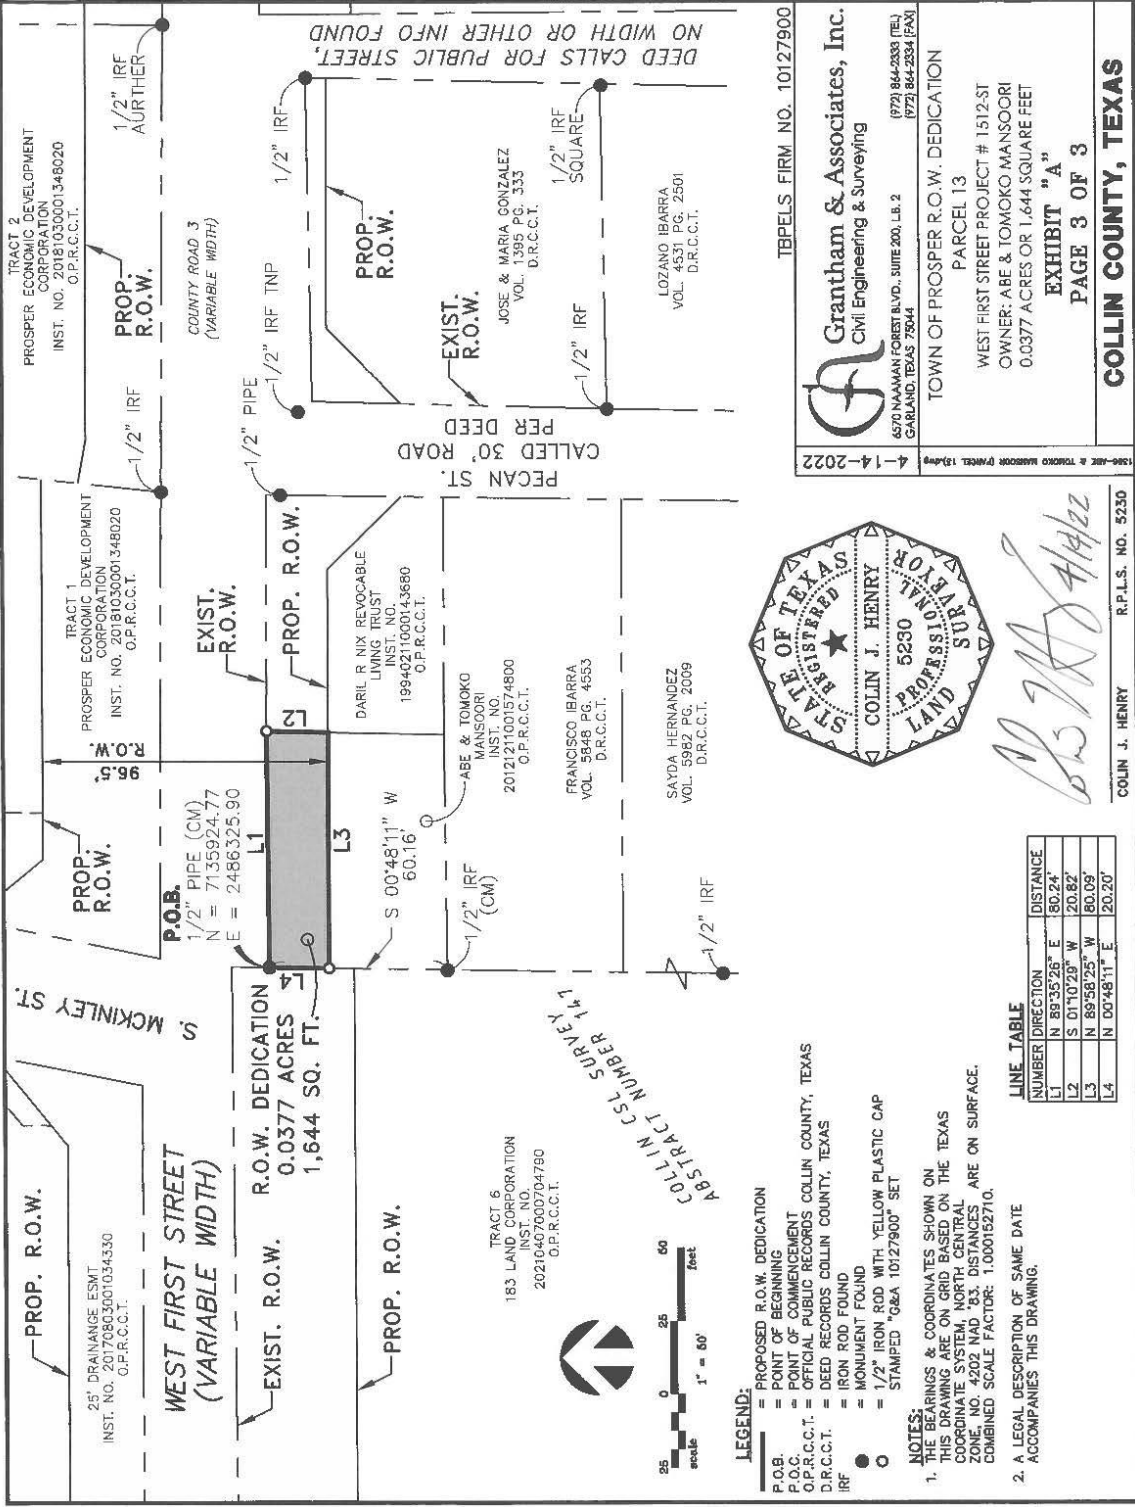 TRACT 2
PROSPER ECONOMIC DEVELOPMENT
CORPORATION
INST. NO. 20181030001348020
O.P.R.C.C.T.
1/2" IRF
AURTHER
PROP.
R.O.W.
COUNTY ROAD 3
(VARIABLE WIDTH)
1/2" IRF
DEED CALLS FOR PUBLIC STREET,
NO WIDTH OR OTHER INFO FOUND
1/2" IRF
1/2" IRF TNP
1/2" PIPE
PROP.
R.O.W.
JOSE & MARIA GONZALEZ
VOL. 1395 PG. 333
D.R.C.C.T.
EXIST.
R.O.W.
1/2" IRF
SQUARE
1/2" IRF
LOZANO IBARRA
VOL. 4531 PG. 2501
D.R.C.C.T.
PECAN ST.
CALLED 30' ROAD
PER DEED
TRACT 1
PROSPER ECONOMIC DEVELOPMENT
CORPORATION
INST. NO. 20181030001348020
O.P.R.C.C.T.
96.5'
R.O.W.
EXIST.
R.O.W.
PROP. R.O.W.
PROP.
R.O.W.
DARIL R NIX REVOCABLE
LIVING TRUST
INST. NO.
19940211000143680
O.P.R.C.C.T.
P.O.B.
1/2" PIPE (CM)
N = 7135924.77
E = 2486325.90
L1
L2
L3
L4
S 00°48'11" W
60.16'
1/2" IRF
(CM)
ABE & TOMOKO
MANSOORI
INST. NO.
20121211001574800
O.P.R.C.C.T.
FRANCISCO IBARRA
VOL. 5848 PG. 4553
D.R.C.C.T.
SAYDA HERNANDEZ
VOL. 5982 PG. 2009
D.R.C.C.T.
1/2" IRF
S. MCKINLEY ST.
R.O.W. DEDICATION
0.0377 ACRES
1,644 SQ. FT.
PROP. R.O.W.
25' DRAINANGE ESMT
INST. NO. 20170803001034330
O.P.R.C.C.T.
WEST FIRST STREET
(VARIABLE WIDTH)
EXIST. R.O.W.
PROP. R.O.W.
TRACT 6
183 LAND CORPORATION
INST. NO.
20210407000704790
O.P.R.C.C.T.
COLLIN CSL SURVEY
ABSTRACT NUMBER 147
25 0 25 50
scale 1" = 50' feet
LEGEND:
= PROPOSED R.O.W. DEDICATION
P.O.B. = POINT OF BEGINNING
P.O.C. = POINT OF COMMENCEMENT
O.P.R.C.C.T. = OFFICIAL PUBLIC RECORDS COLLIN COUNTY, TEXAS
D.R.C.C.T. = DEED RECORDS COLLIN COUNTY, TEXAS
IRF = IRON ROD FOUND
= MONUMENT FOUND
= 1/2" IRON ROD WITH YELLOW PLASTIC CAP
STAMPED "G&A 10127900" SET
NOTES:
1. THE BEARINGS & COORDINATES SHOWN ON
THIS DRAWING ARE ON GRID BASED ON THE TEXAS
COORDINATE SYSTEM, NORTH CENTRAL
ZONE, NO. 4202 NAD '83. DISTANCES ARE ON SURFACE.
COMBINED SCALE FACTOR: 1.000152710.
2. A LEGAL DESCRIPTION OF SAME DATE
ACCOMPANIES THIS DRAWING.
LINE TABLE
NUMBER DIRECTION DISTANCE
L1 N 89°35'26" E 80.24'
L2 S 01°10'29" W 20.82'
L3 N 89°58'25" W 80.09'
L4 N 00°48'11" E 20.20'
STATE OF TEXAS
REGISTERED
COLIN J. HENRY
5230
PROFESSIONAL
LAND SURVEYOR
4/14/22
COLIN J. HENRY R.P.L.S. NO. 5230
TBPELS FIRM NO. 10127900
GA
Grantham & Associates, Inc.
Civil Engineering & Surveying
6570 NAAMAN FOREST BLVD., SUITE 200, LB. 2 (972) 864-2333 (TEL)
GARLAND, TEXAS 75044 (972) 864-2334 (FAX)
4-14-2022
TOWN OF PROSPER R.O.W. DEDICATION
PARCEL 13
WEST FIRST STREET PROJECT # 1512-ST
OWNER: ABE & TOMOKO MANSOORI
0.0377 ACRES OR 1,644 SQUARE FEET
EXHIBIT "A"
PAGE 3 OF 3
COLLIN COUNTY, TEXAS